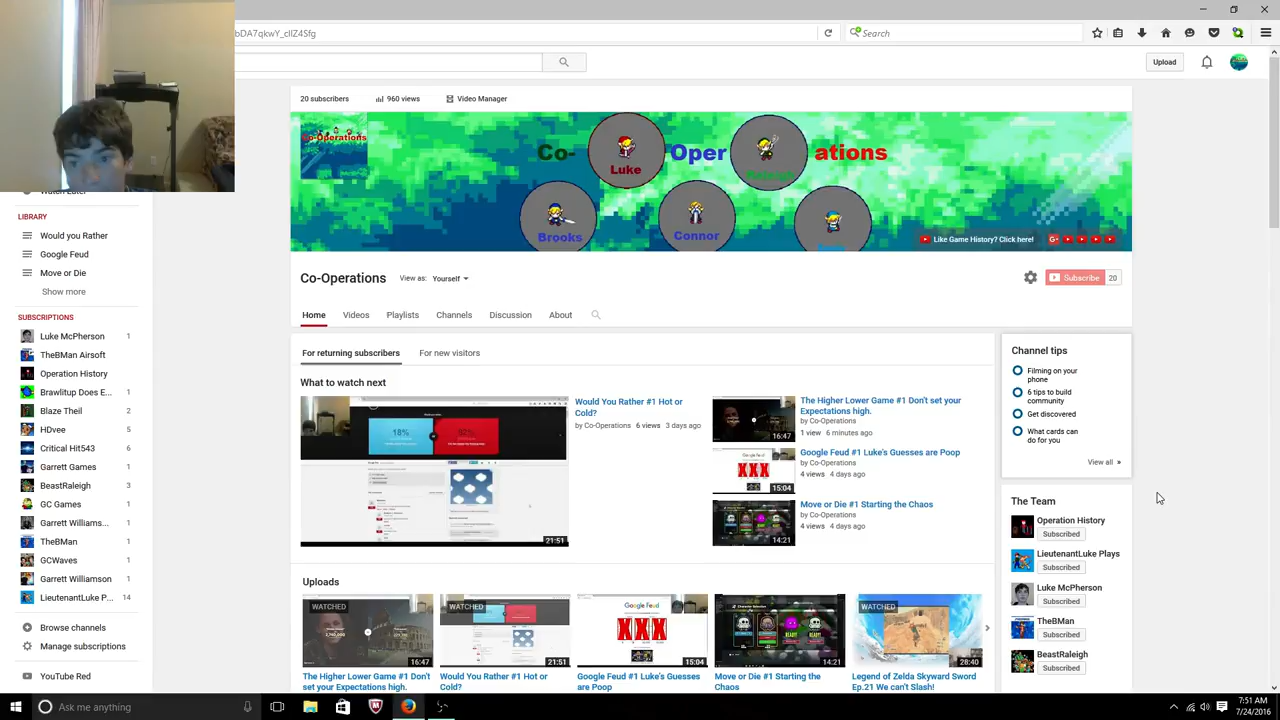 bDA7qkwY_cIIZ4Sfg
Search
Upload
20 subscribers
960 views
Video Manager
Co-Operations
Co-
Luke
Oper
Raleigh
ations
Brooks
Connor
Like Game History? Click here!
LIBRARY
Would you Rather
Google Feud
Move or Die
Show more
SUBSCRIPTIONS
Luke McPherson 1
TheBMan Airsoft
Operation History
Brawlitup Does E... 1
Blaze Theil 2
HDvee 5
Critical Hit543 6
Garrett Games 1
BeastRaleigh 3
GC Games 1
Garrett Williams... 1
TheBMan 1
GCWaves 1
Garrett Williamson 1
LieutenantLuke P... 14
Browse channels
Manage subscriptions
YouTube Red
Co-Operations
View as: Yourself
Subscribe 20
Home
Videos
Playlists
Channels
Discussion
About
For returning subscribers
For new visitors
What to watch next
18%
21:51
Would You Rather #1 Hot or
Cold?
by Co-Operations 6 views 3 days ago
16:47
The Higher Lower Game #1 Don't set your
Expectations high.
by Co-Operations
1 view 6 minutes ago
XXX
15:04
Google Feud #1 Luke's Guesses are Poop
by Co-Operations
4 views 4 days ago
14:21
Move or Die #1 Starting the Chaos
by Co-Operations
4 views 4 days ago
Uploads
WATCHED
16:47
The Higher Lower Game #1 Don't
set your Expectations high.
WATCHED
21:51
Would You Rather #1 Hot or
Cold?
Google Feud
XXX
15:04
Google Feud #1 Luke's Guesses
are Poop
14:21
Move or Die #1 Starting the
Chaos
WATCHED
28:40
Legend of Zelda Skyward Sword
Ep.21 We can't Slash!
Channel tips
Filming on your
phone
6 tips to build
community
Get discovered
What cards can
do for you
View all »
The Team
Operation History
Subscribed
LieutenantLuke Plays
Subscribed
Luke McPherson
Subscribed
TheBMan
Subscribed
BeastRaleigh
Subscribed
Ask me anything
7:51 AM
7/24/2016